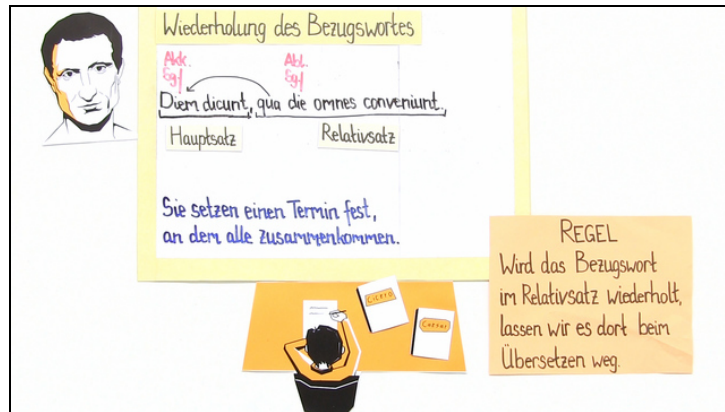 Wiederholung des Bezugswortes
Akk. Abl.
Sg.f Sg.f
Diem dicunt, qua die omnes conveniunt.
Hauptsatz Relativsatz
Sie setzen einen Termin fest,
an dem alle zusammenkommen.
REGEL
Wird das Bezugswort
im Relativsatz wiederholt,
lassen wir es dort beim
Übersetzen weg.
CICERO
CAESAR